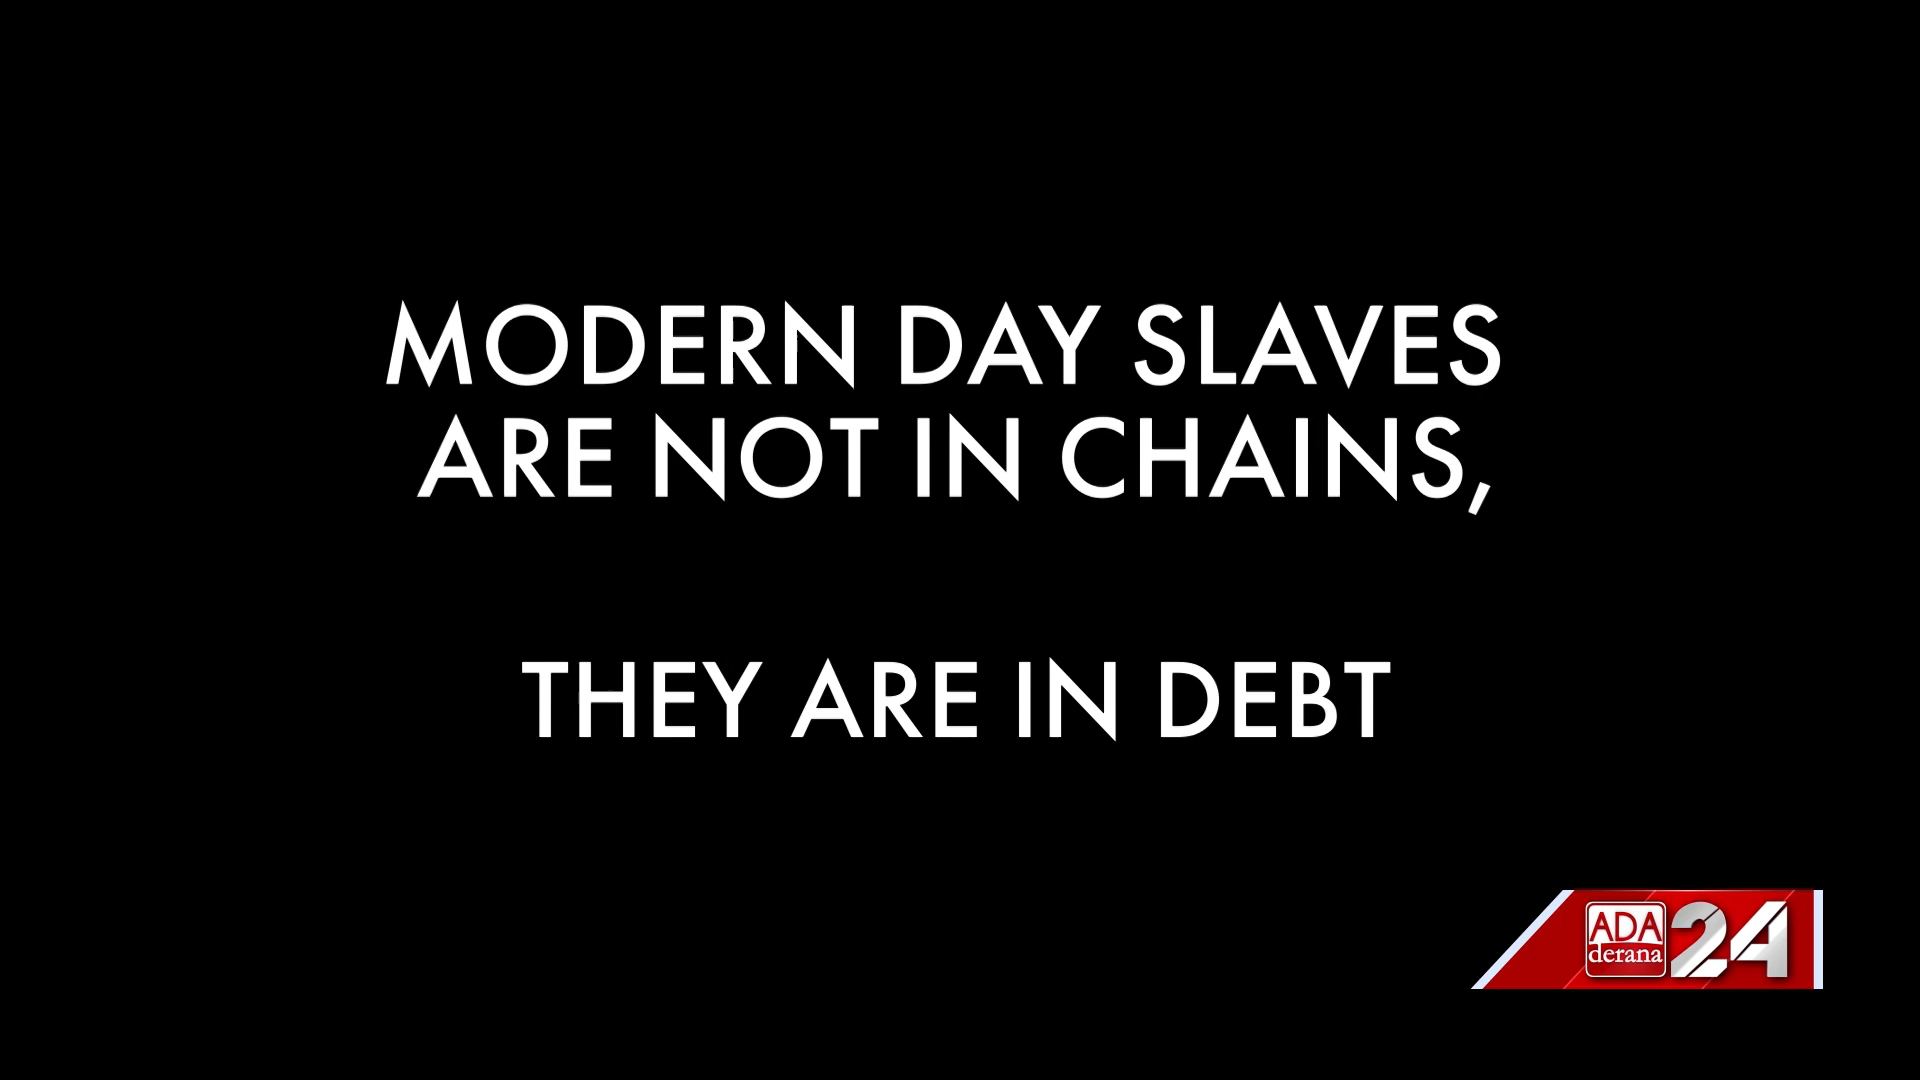 MODERN DAY SLAVES
ARE NOT IN CHAINS,
THEY ARE IN DEBT
ADA
derana
24